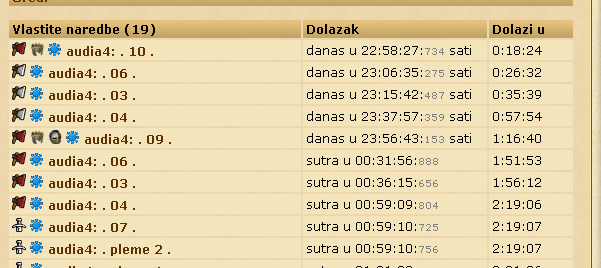 Vlastite naredbe (19) Dolazak Dolazi u
audia4: . 10 . danas u 22:58:27:734 sati 0:18:24
audia4: . 06 . danas u 23:06:35:275 sati 0:26:32
audia4: . 03 . danas u 23:15:42:487 sati 0:35:39
audia4: . 04 . danas u 23:37:57:359 sati 0:57:54
audia4: . 09 . danas u 23:56:43:153 sati 1:16:40
audia4: . 06 . sutra u 00:31:56:888 1:51:53
audia4: . 03 . sutra u 00:36:15:656 1:56:12
audia4: . 04 . sutra u 00:59:09:804 2:19:06
audia4: . 07 . sutra u 00:59:10:725 2:19:07
audia4: . pleme 2 . sutra u 00:59:10:756 2:19:07